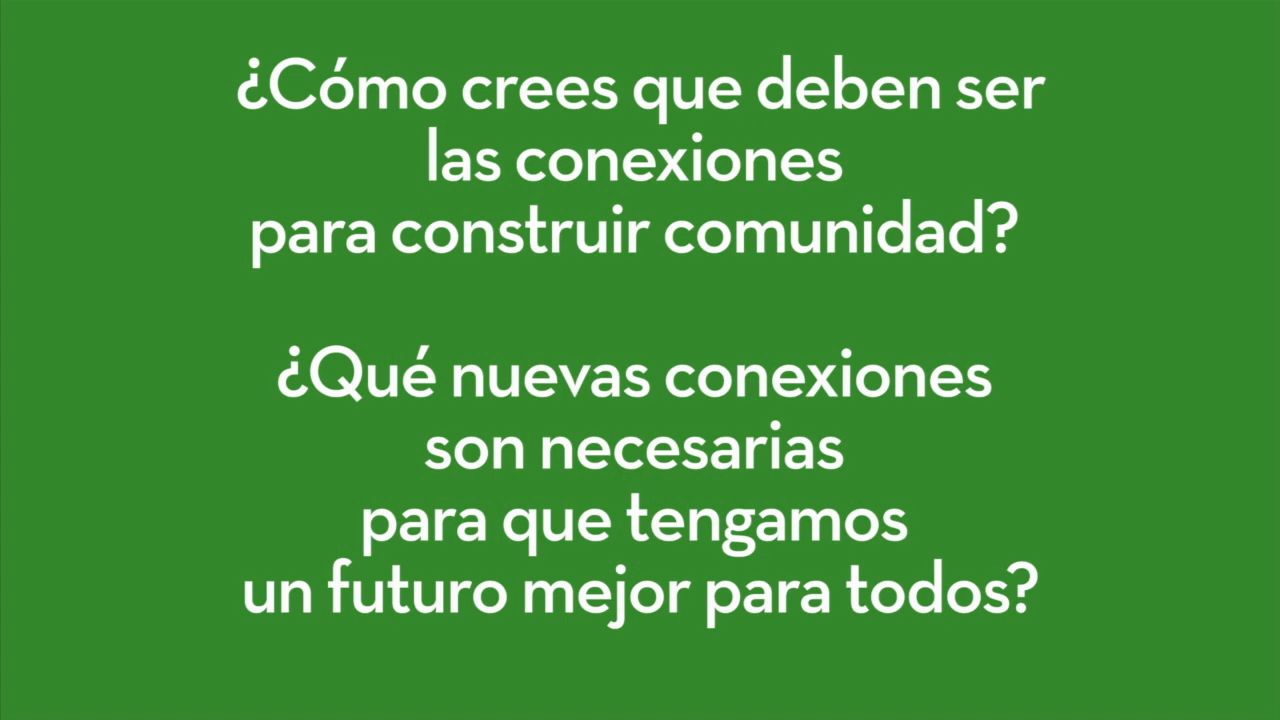 ¿Cómo crees que deben ser
las conexiones
para construir comunidad?
¿Qué nuevas conexiones
son necesarias
para que tengamos
un futuro mejor para todos?